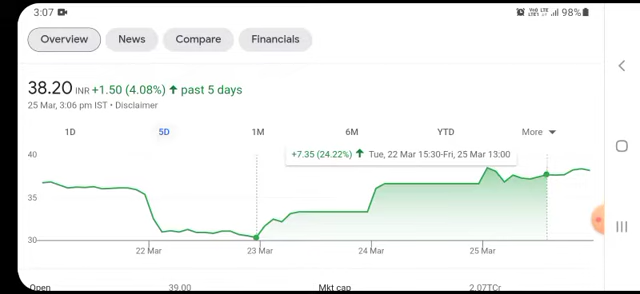 3:07 98%
Overview News Compare Financials
38.20 INR +1.50 (4.08%) ↑ past 5 days
25 Mar, 3:06 pm IST • Disclaimer
1D 5D 1M 6M YTD More
+7.35 (24.22%) ↑ Tue, 22 Mar 15:30-Fri, 25 Mar 13:00
40
35
30
22 Mar 23 Mar 24 Mar 25 Mar
Open 39.00 Mkt cap 2.07TCr